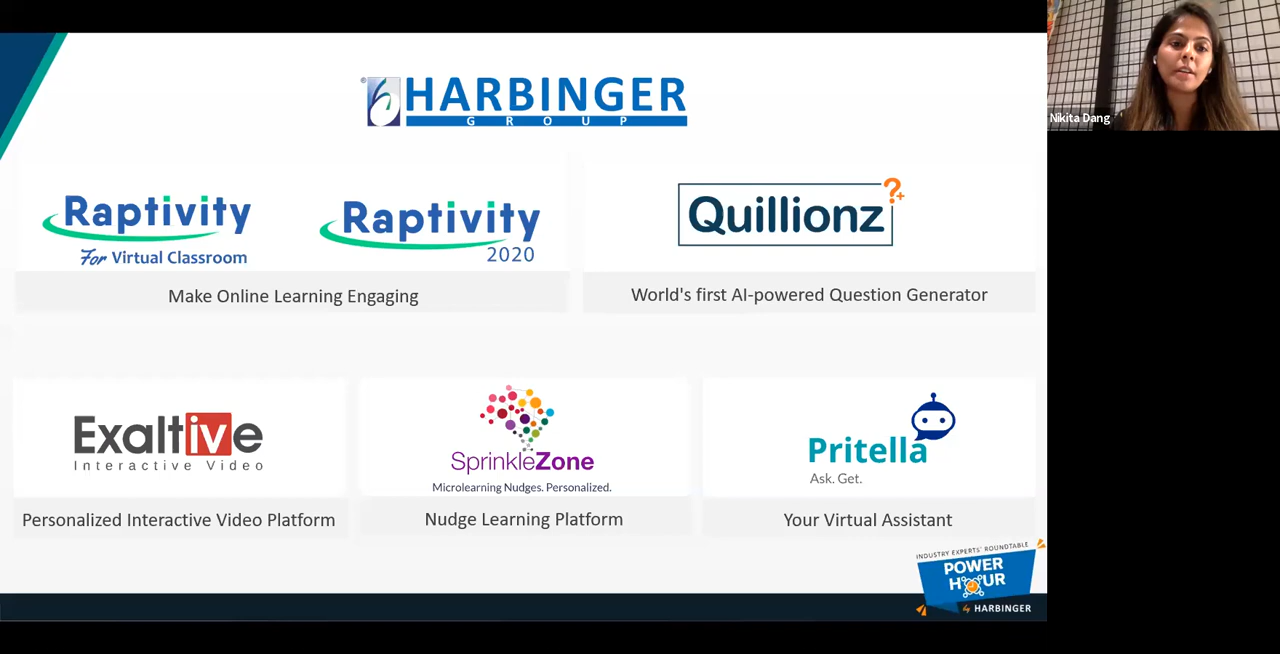 HARBINGER
GROUP
Nikita Dang
Raptivity
For Virtual Classroom
Raptivity
2020
Make Online Learning Engaging
Quillionz
World's first AI-powered Question Generator
Exaltive
Interactive Video
Personalized Interactive Video Platform
SprinkleZone
Microlearning Nudges. Personalized.
Nudge Learning Platform
Pritella
Ask. Get.
Your Virtual Assistant
INDUSTRY EXPERTS' ROUNDTABLE
POWER
HOUR
by HARBINGER